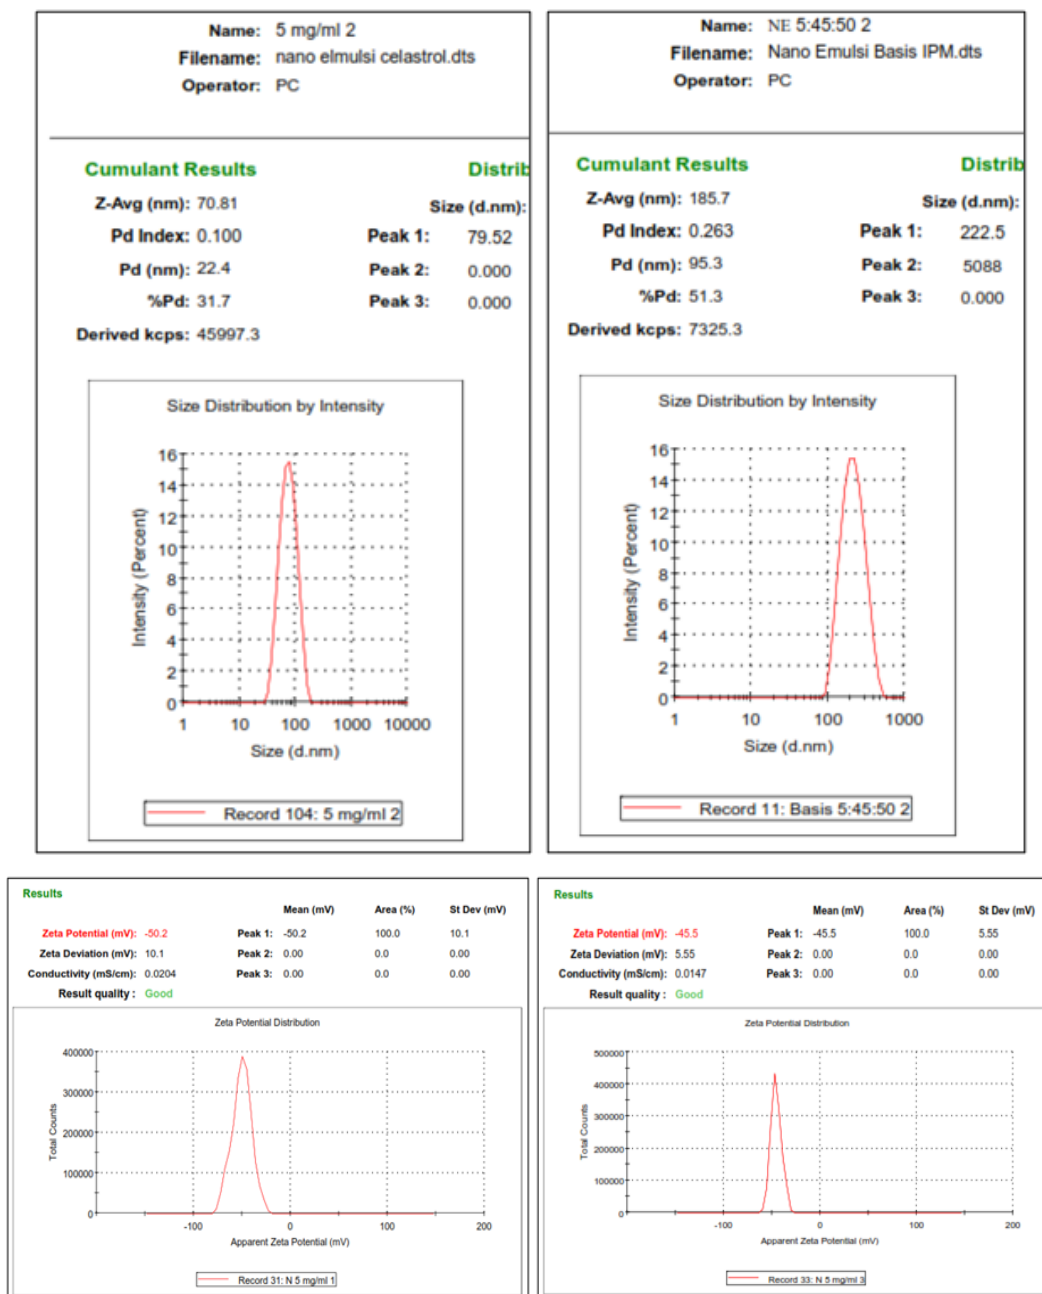 Name: 5 mg/ml 2
Filename: nano elmulsi celastrol.dts
Operator: PC
Cumulant Results Distrib
Z-Avg (nm): 70.81 Size (d.nm):
Pd Index: 0.100 Peak 1: 79.52
Pd (nm): 22.4 Peak 2: 0.000
%Pd: 31.7 Peak 3: 0.000
Derived kcps: 45997.3
Size Distribution by Intensity
Intensity (Percent)
16
14
12
10
8
6
4
2
0
1 10 100 1000 10000
Size (d.nm)
Record 104: 5 mg/ml 2
Name: NE 5:45:50 2
Filename: Nano Emulsi Basis IPM.dts
Operator: PC
Cumulant Results Distrib
Z-Avg (nm): 185.7 Size (d.nm):
Pd Index: 0.263 Peak 1: 222.5
Pd (nm): 95.3 Peak 2: 5088
%Pd: 51.3 Peak 3: 0.000
Derived kcps: 7325.3
Size Distribution by Intensity
Intensity (Percent)
16
14
12
10
8
6
4
2
0
1 10 100 1000
Size (d.nm)
Record 11: Basis 5:45:50 2
Results
Mean (mV) Area (%) St Dev (mV)
Zeta Potential (mV): -50.2 Peak 1: -50.2 100.0 10.1
Zeta Deviation (mV): 10.1 Peak 2: 0.00 0.0 0.00
Conductivity (mS/cm): 0.0204 Peak 3: 0.00 0.0 0.00
Result quality : Good
Zeta Potential Distribution
Total Counts
400000
300000
200000
100000
0
-100 0 100 200
Apparent Zeta Potential (mV)
Record 31: N 5 mg/ml 1
Results
Mean (mV) Area (%) St Dev (mV)
Zeta Potential (mV): -45.5 Peak 1: -45.5 100.0 5.55
Zeta Deviation (mV): 5.55 Peak 2: 0.00 0.0 0.00
Conductivity (mS/cm): 0.0147 Peak 3: 0.00 0.0 0.00
Result quality : Good
Zeta Potential Distribution
Total Counts
500000
400000
300000
200000
100000
0
-100 0 100 200
Apparent Zeta Potential (mV)
Record 33: N 5 mg/ml 3